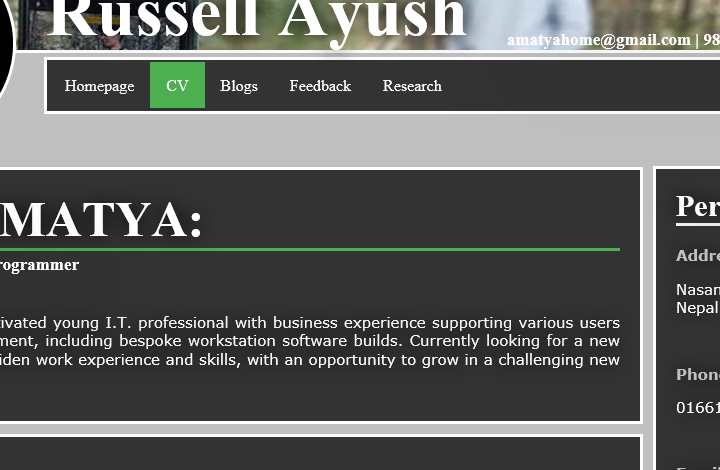 Russell Ayush
amatyahome@gmail.com | 98
Homepage CV Blogs Feedback Research
MATYA:
rogrammer
ivated young I.T. professional with business experience supporting various users
ment, including bespoke workstation software builds. Currently looking for a new
iden work experience and skills, with an opportunity to grow in a challenging new
Per
Addre
Nasan
Nepal
Phon
01661